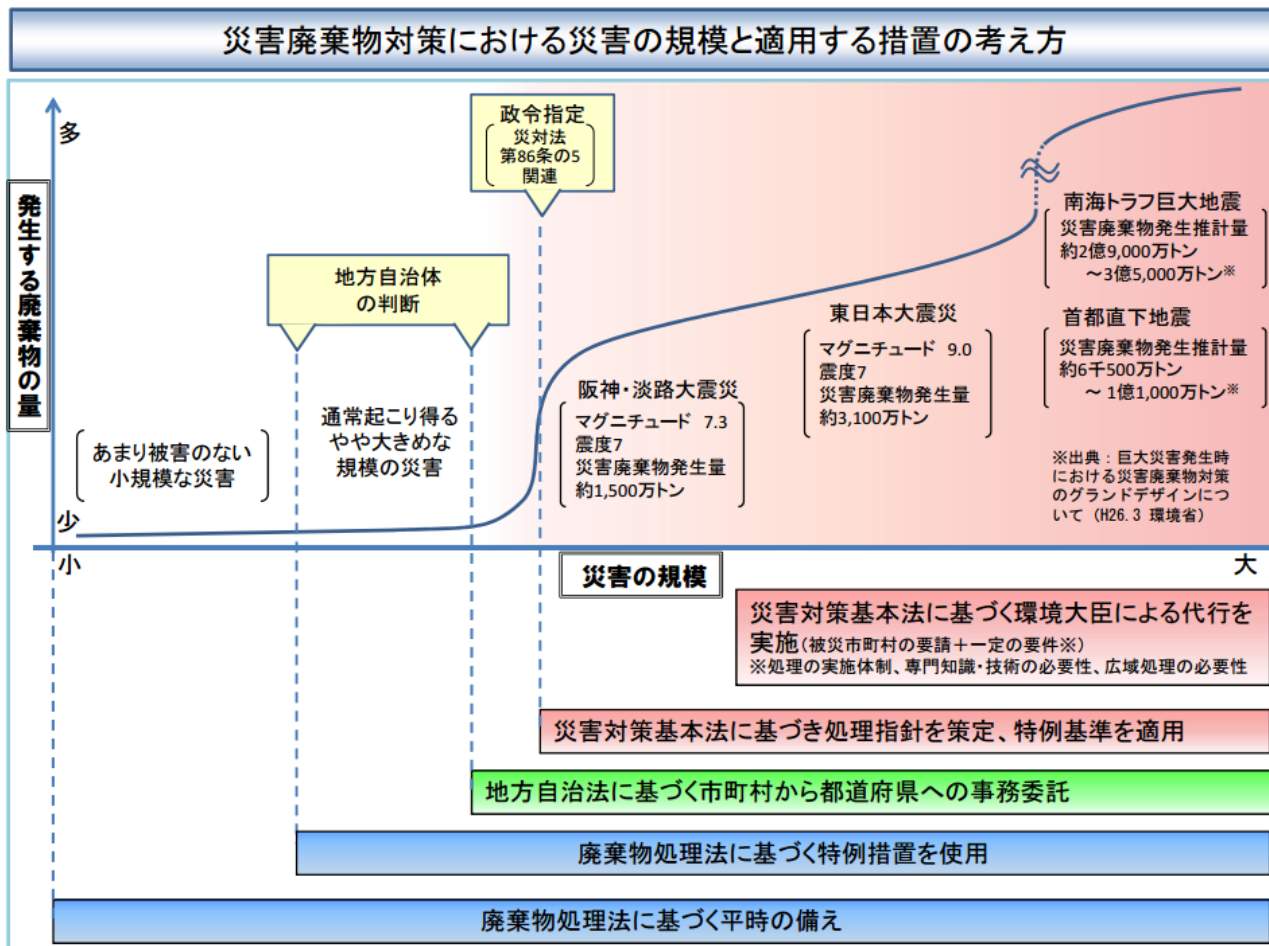 災害廃棄物対策における災害の規模と適用する措置の考え方
多
発生する廃棄物の量
少
小
大
災害の規模
政令指定
災対法
第86条の5
関連
地方自治体
の判断
あまり被害のない
小規模な災害
通常起こり得る
やや大きめな
規模の災害
阪神・淡路大震災
マグニチュード 7.3
震度7
災害廃棄物発生量
約1,500万トン
東日本大震災
マグニチュード 9.0
震度7
災害廃棄物発生量
約3,100万トン
南海トラフ巨大地震
災害廃棄物発生推計量
約2億9,000万トン
～3億5,000万トン※
首都直下地震
災害廃棄物発生推計量
約6千500万トン
～ 1億1,000万トン※
※出典：巨大災害発生時
における災害廃棄物対策
のグランドデザインにつ
いて（H26.3 環境省）
災害対策基本法に基づく環境大臣による代行を
実施（被災市町村の要請＋一定の要件※）
※処理の実施体制、専門知識・技術の必要性、広域処理の必要性
災害対策基本法に基づき処理指針を策定、特例基準を適用
地方自治法に基づく市町村から都道府県への事務委託
廃棄物処理法に基づく特例措置を使用
廃棄物処理法に基づく平時の備え